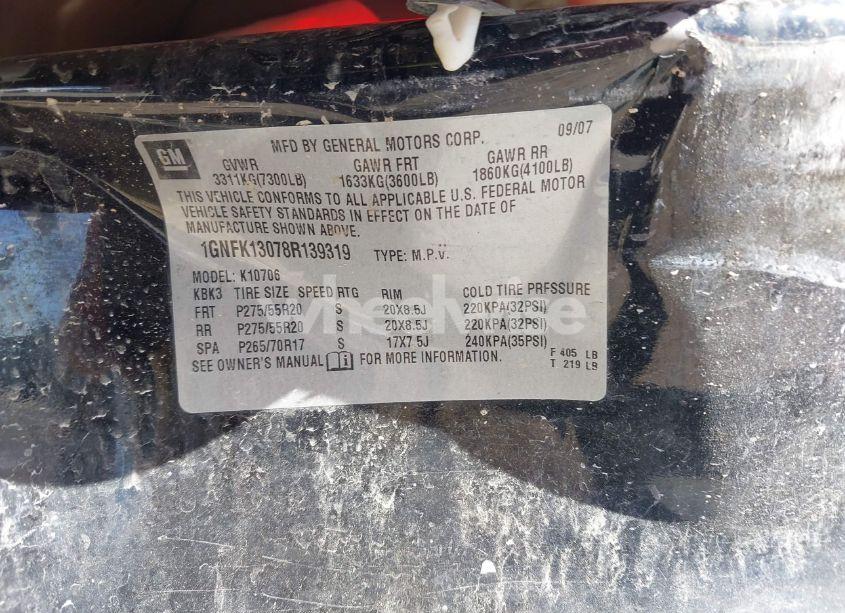 GM
MFD BY GENERAL MOTORS CORP. 09/07
GVWR GAWR FRT GAWR RR
3311KG(7300LB) 1633KG(3600LB) 1860KG(4100LB)
THIS VEHICLE CONFORMS TO ALL APPLICABLE U.S. FEDERAL MOTOR
VEHICLE SAFETY STANDARDS IN EFFECT ON THE DATE OF
MANUFACTURE SHOWN ABOVE.
1GNFK13078R139319 TYPE: M.P.V.
MODEL: K10706
KBK3 TIRE SIZE SPEED RTG RIM COLD TIRE PRESSURE
FRT P275/55R20 S 20X8.5J 220KPA(32PSI)
RR P275/55R20 S 20X8.5J 220KPA(32PSI)
SPA P265/70R17 S 17X7.5J 240KPA(35PSI)
SEE OWNER'S MANUAL FOR MORE INFORMATION.
F 405 LB
T 219 LB